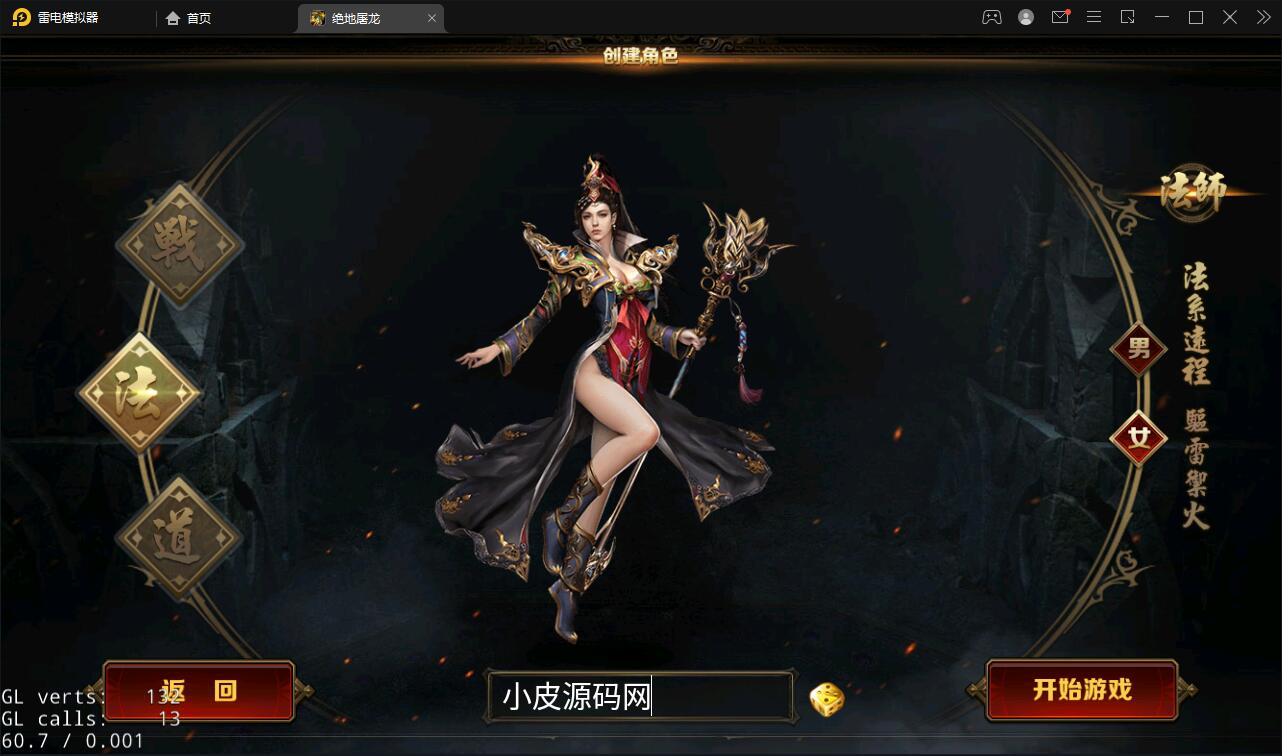 雷电模拟器
首页
绝地屠龙
创建角色
戰
法
道
法師
法系遠程
驅雷禦火
男
女
返 回
小皮源码网
开始游戏
GL verts: 132
GL calls: 13
60.7 / 0.001